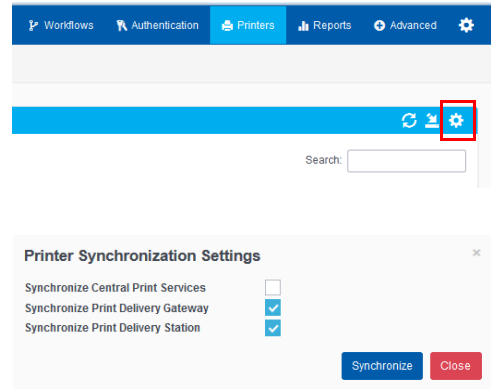 Workflows Authentication Printers Reports Advanced
Search:
Printer Synchronization Settings ×
Synchronize Central Print Services
Synchronize Print Delivery Gateway
Synchronize Print Delivery Station
Synchronize Close